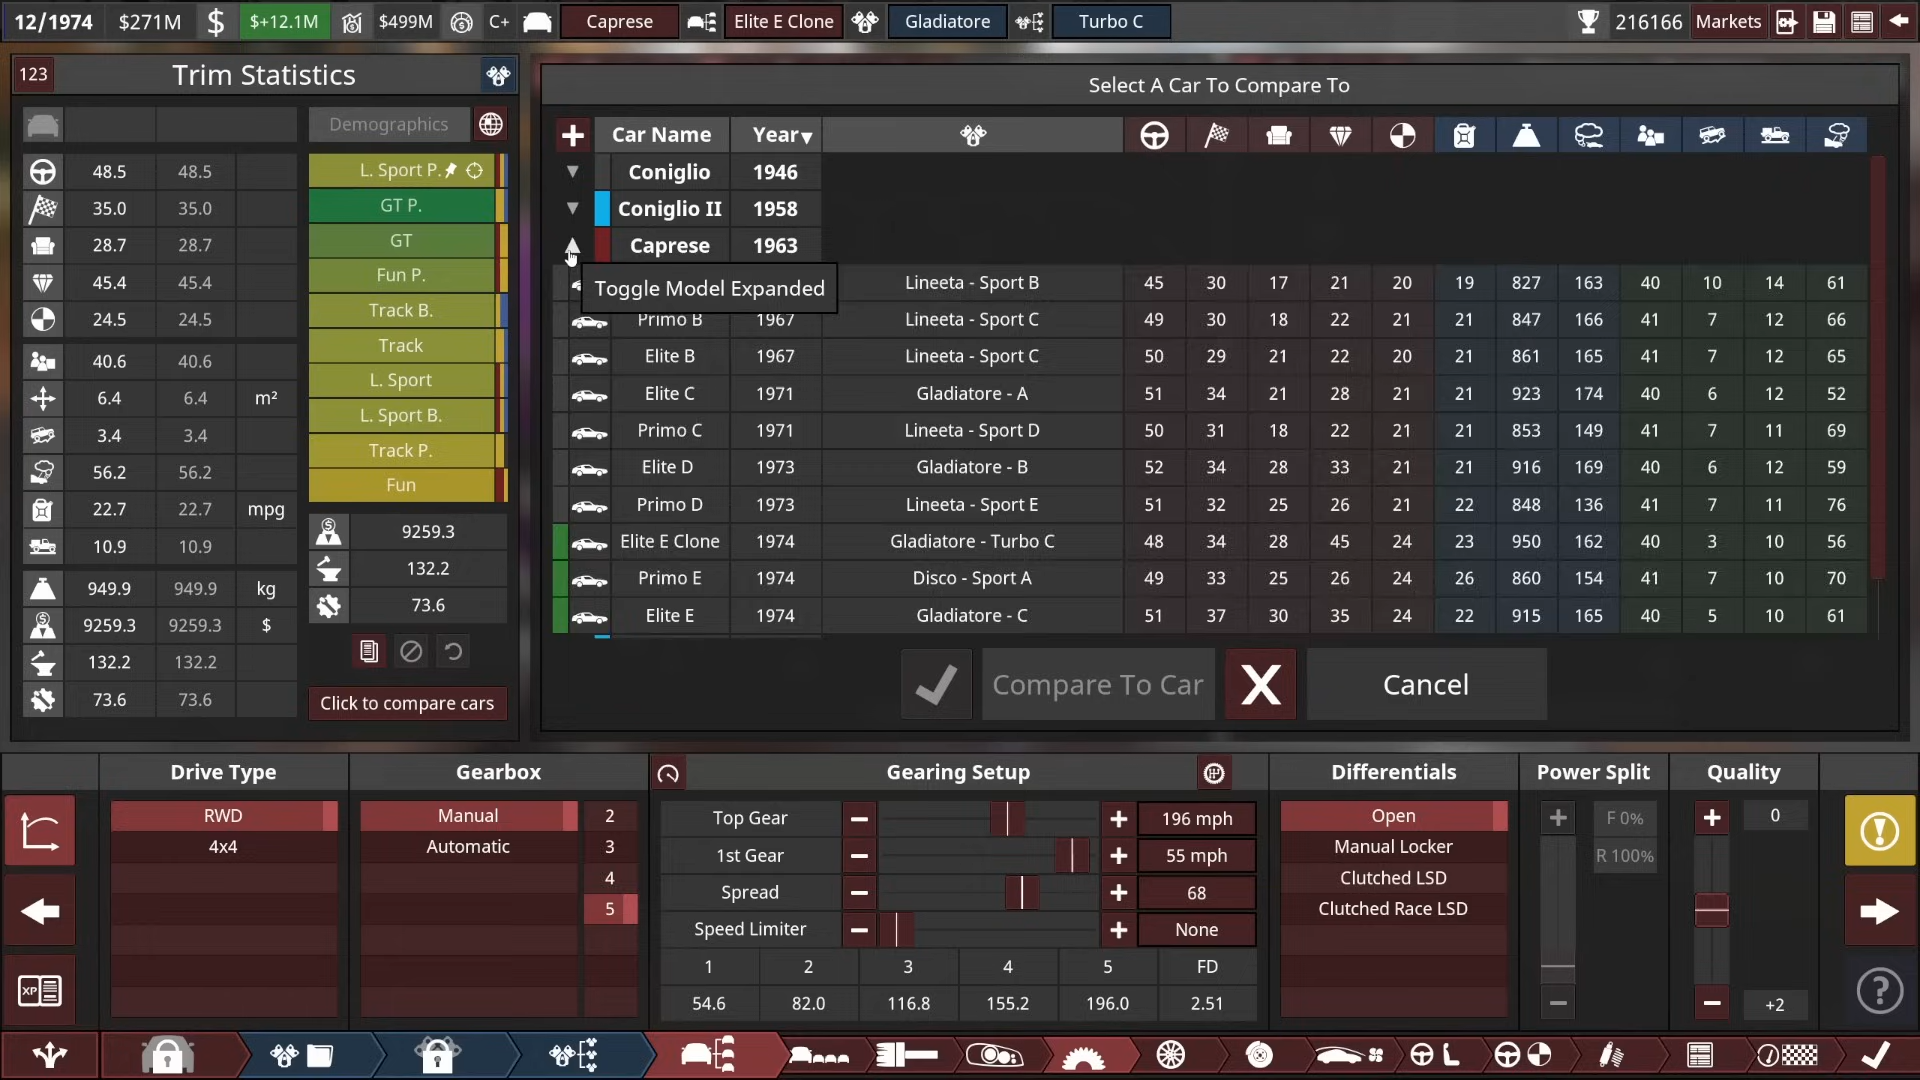 12/1974 $271M $ $+12.1M $499M C+ Caprese Elite E Clone Gladiatore Turbo C 216166 Markets
123 Trim Statistics
Demographics
48.5 48.5 L. Sport P.
35.0 35.0 GT P.
28.7 28.7 GT
45.4 45.4 Fun P.
24.5 24.5 Track B.
40.6 40.6 Track
6.4 6.4 m² L. Sport
3.4 3.4 L. Sport B.
56.2 56.2 Track P.
22.7 22.7 mpg Fun
10.9 10.9 9259.3
949.9 949.9 kg 132.2
9259.3 9259.3 $ 73.6
132.2 132.2
73.6 73.6
Click to compare cars
Select A Car To Compare To
Car Name Year
Coniglio 1946
Coniglio II 1958
Caprese 1963
Toggle Model Expanded
Lineeta - Sport B 45 30 17 21 20 19 827 163 40 10 14 61
Primo B 1967 Lineeta - Sport C 49 30 18 22 21 21 847 166 41 7 12 66
Elite B 1967 Lineeta - Sport C 50 29 21 22 20 21 861 165 41 7 12 65
Elite C 1971 Gladiatore - A 51 34 21 28 21 21 923 174 40 6 12 52
Primo C 1971 Lineeta - Sport D 50 31 18 22 21 21 853 149 41 7 11 69
Elite D 1973 Gladiatore - B 52 34 28 33 21 21 916 169 40 6 12 59
Primo D 1973 Lineeta - Sport E 51 32 25 26 21 22 848 136 41 7 11 76
Elite E Clone 1974 Gladiatore - Turbo C 48 34 28 45 24 23 950 162 40 3 10 56
Primo E 1974 Disco - Sport A 49 33 25 26 24 26 860 154 41 7 10 70
Elite E 1974 Gladiatore - C 51 37 30 35 24 22 915 165 40 5 10 61
Compare To Car X Cancel
Drive Type
RWD
4x4
Gearbox
Manual 2
Automatic 3
4
5
Gearing Setup
Top Gear 196 mph
1st Gear 55 mph
Spread 68
Speed Limiter None
1 2 3 4 5 FD
54.6 82.0 116.8 155.2 196.0 2.51
Differentials
Open
Manual Locker
Clutched LSD
Clutched Race LSD
Power Split
F 0%
R 100%
Quality
0
+2
XP
?